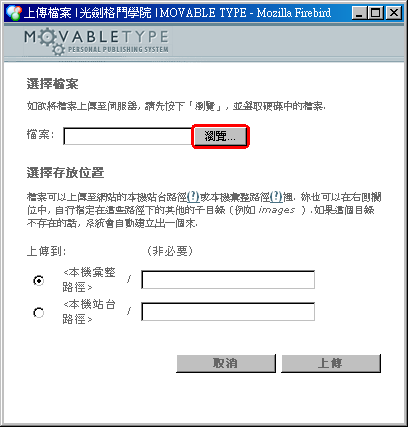 上傳檔案 | 光劍格鬥學院 | MOVABLE TYPE - Mozilla Firebird
MOVABLETYPE
PERSONAL PUBLISHING SYSTEM
選擇檔案
如欲將檔案上傳至伺服器, 請先按下「瀏覽」, 並選取硬碟中的檔案.
檔案: 瀏覽...
選擇存放位置
檔案可以上傳至網站的本機站台路徑(?)或本機彙整路徑(?)裡. 妳也可以在右側欄
位中, 自行指定在這些路徑下的其他的子目錄 (例如 images ) .如果這個目錄
不存在的話, 系統會自動建立出一個來.
上傳到: (非必要)
<本機彙整
路徑> /
<本機站台
路徑> /
取消 上傳